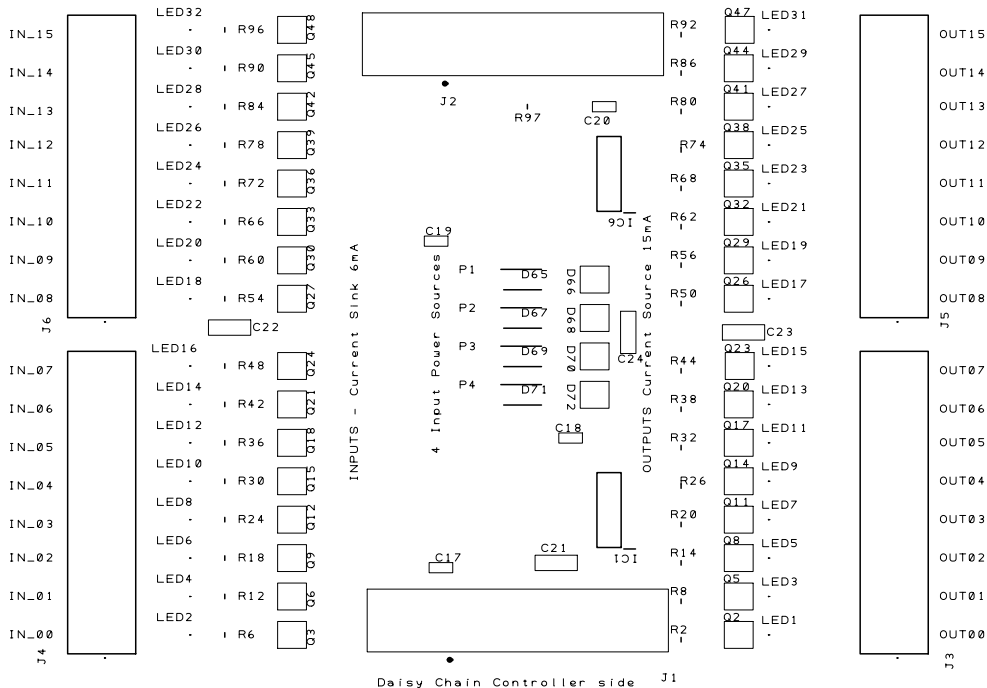 LED32 Q48 R92 Q47 LED31
IN_15 R96 OUT15
LED30 Q45 R86 Q44 LED29
IN_14 R90 OUT14
J2
LED28 Q42 R80 Q41 LED27
IN_13 R84 R97 C20 OUT13
LED26 Q39 R74 Q38 LED25
IN_12 R78 OUT12
LED24 Q36 R68 Q35 LED23
IN_11 R72 OUT11
LED22 Q33 R62 Q32 LED21
IN_10 R66 IC6 OUT10
C19
LED20 Q30 R56 Q29 LED19
IN_09 R60 OUT09
P1 D65 D66
LED18 Q27 R50 Q26 LED17
IN_08 R54 OUT08
P2 D67 D68
J6 C22 C23 J5
INPUTS - Current Sink 6mA
4 Input Power Sources
OUTPUTS Current Source 15mA
C24
P3 D69 D70
LED16 Q24 R44 Q23 LED15
IN_07 R48 OUT07
P4 D71 D72
LED14 Q21 R38 Q20 LED13
IN_06 R42 OUT06
C18
LED12 Q18 R32 Q17 LED11
IN_05 R36 OUT05
LED10 Q15 R26 Q14 LED9
IN_04 R30 OUT04
LED8 Q12 R20 Q11 LED7
IN_03 R24 OUT03
LED6 Q9 R14 Q8 LED5
IN_02 R18 C17 C21 IC1 OUT02
LED4 Q6 R8 Q5 LED3
IN_01 R12 OUT01
LED2 Q3 R2 Q2 LED1
IN_00 R6 OUT00
J4 J3
Daisy Chain Controller side J1